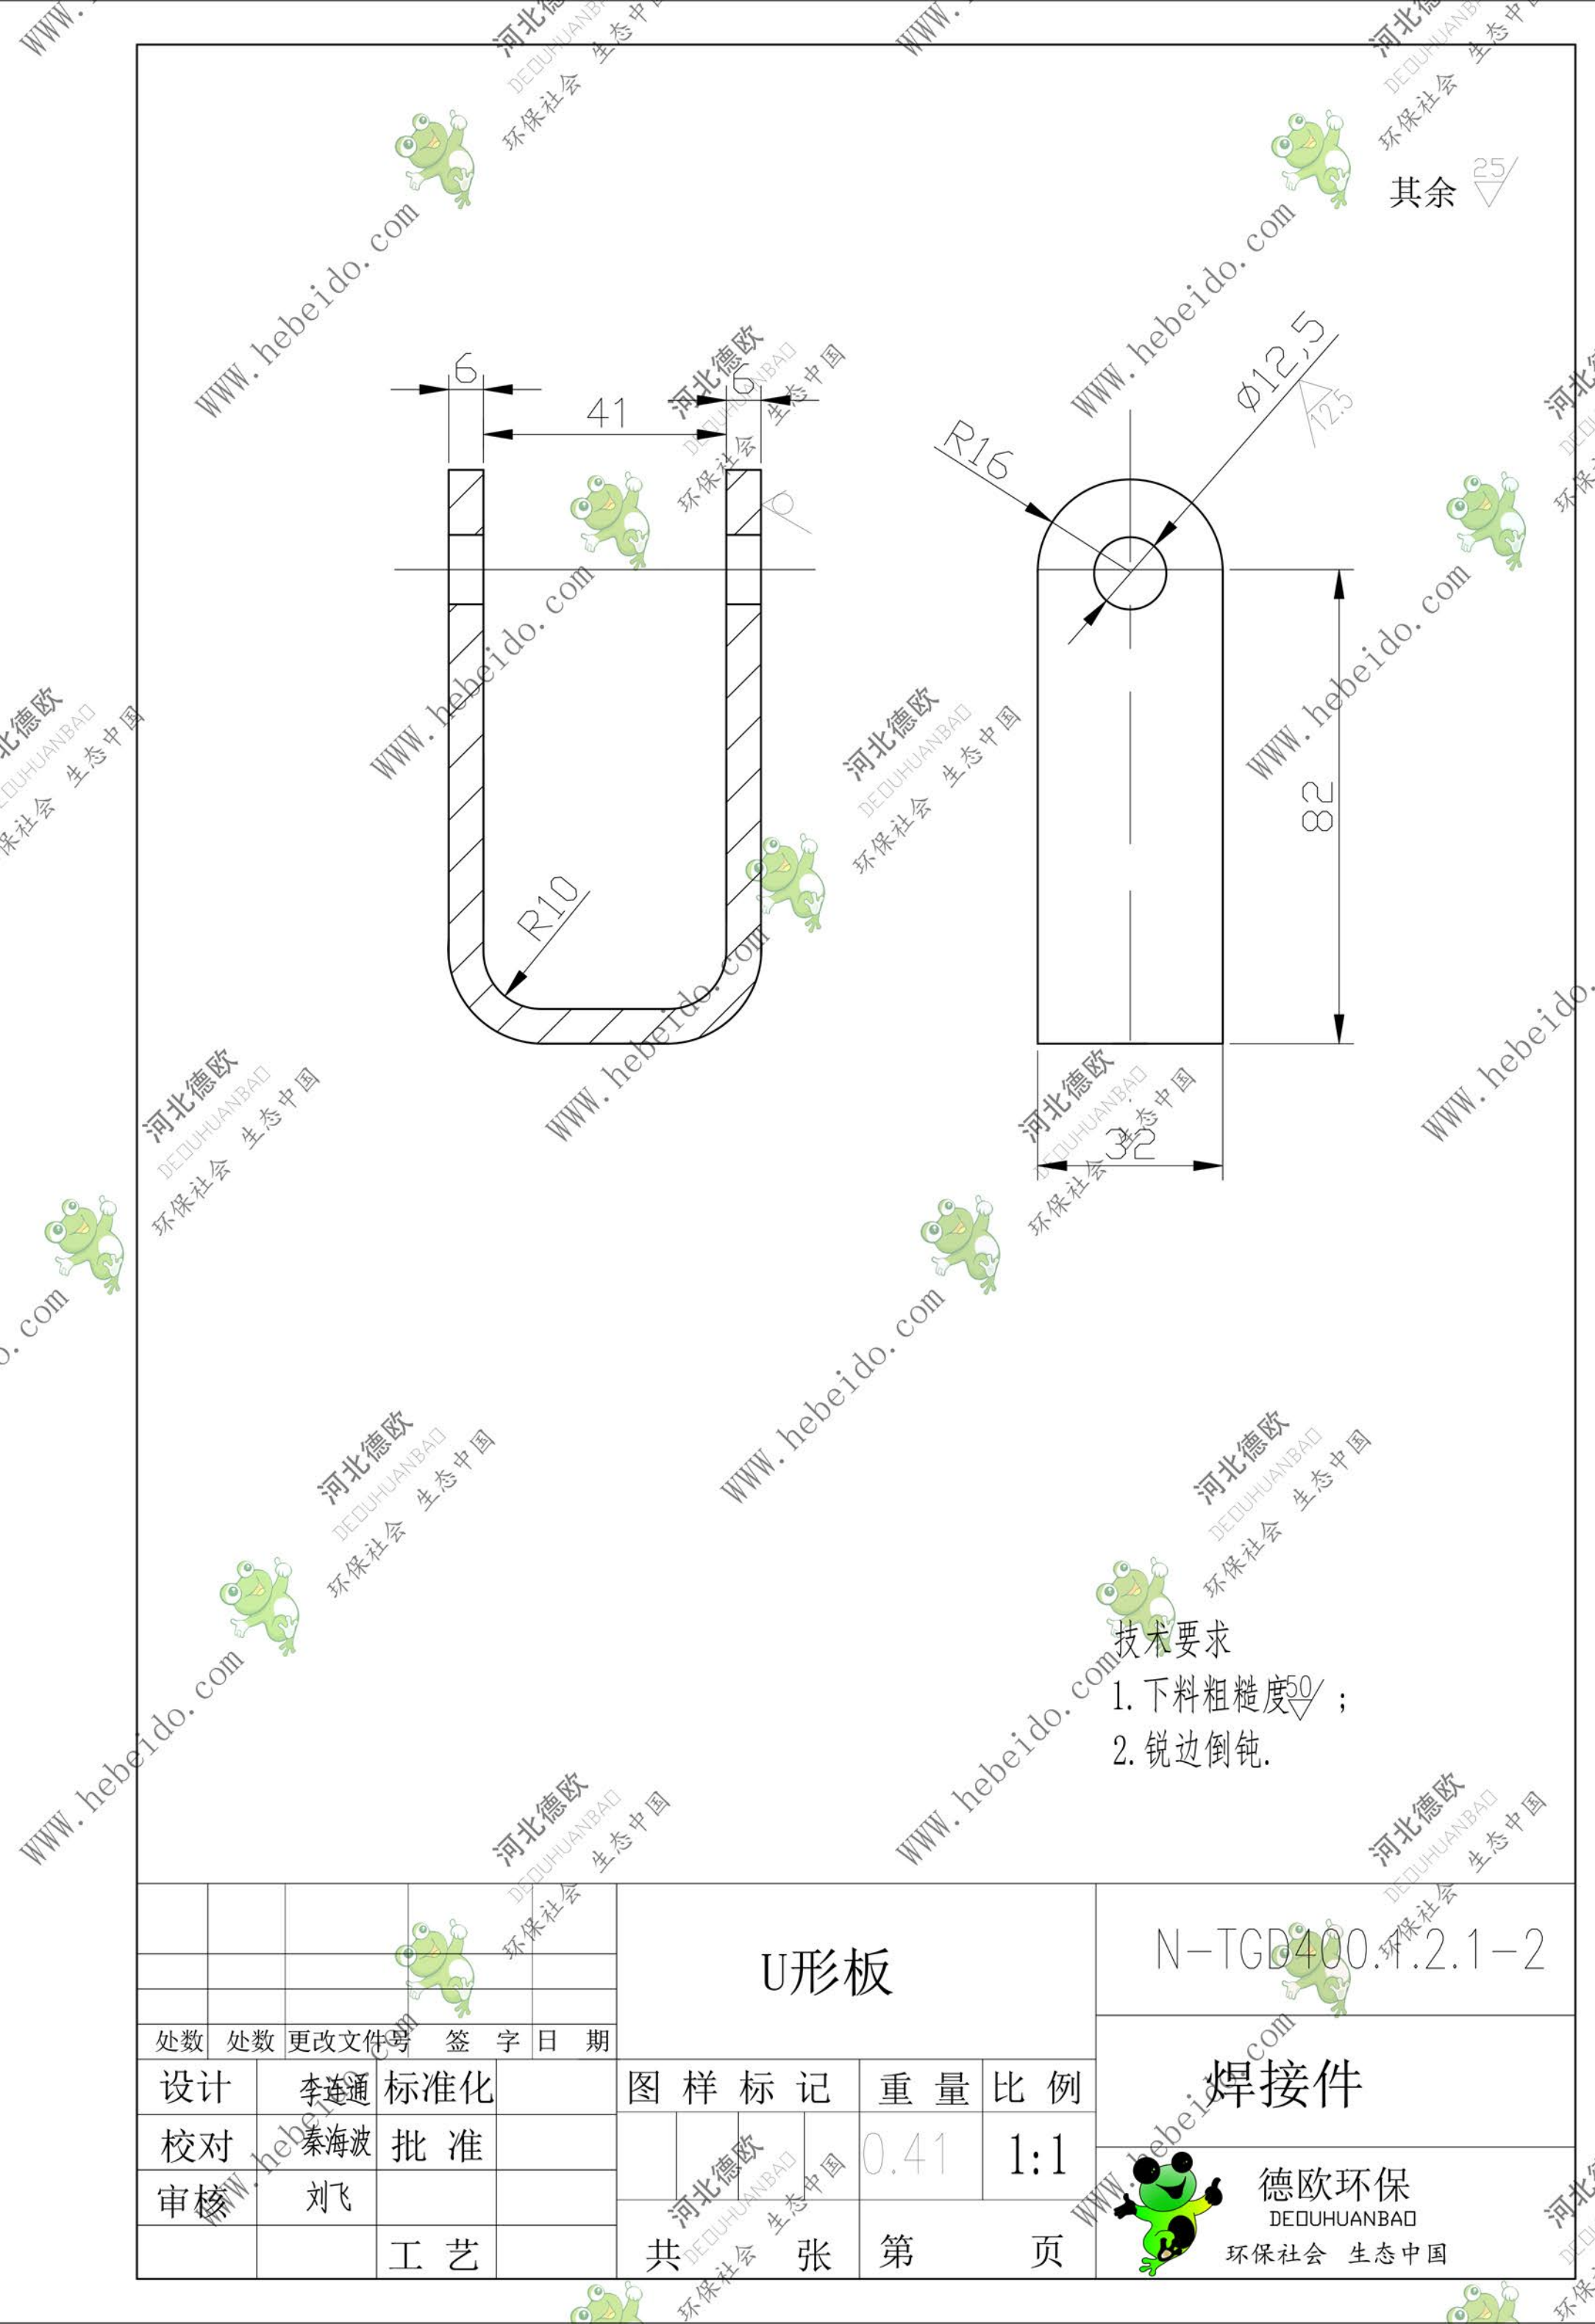 其余 25
6
6
41
R16
Ø12,5
12.5
R10
82
32
技术要求
1.下料粗糙度50;
2.锐边倒钝.
U形板
N-TGD400.1.2.1-2
处数 处数 更改文件号 签 字 日 期
设计 李连通 标准化
图样标记 重量 比例
焊接件
校对 秦海波 批准
0.41 1:1
审核 刘飞
德欧环保
DEOUHUANBAO
环保社会 生态中国
工艺
共 张 第 页
WWW.hebeido.com
河北德欧
DEOUHUANBAO
环保社会 生态中国